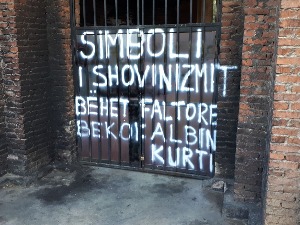 SIMBOLI
I SHOVINIZMIT
BËHET FALTORE
BEKOI: ALBIN
KURTI